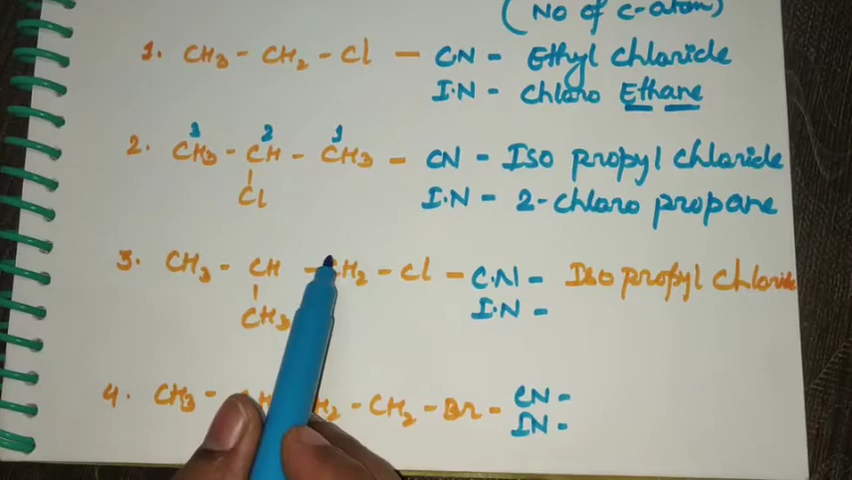 (No of c-atom)
1. CH₃ - CH₂ - Cl - CN - Ethyl chloride
I.N - chloro Ethane
3 2 1
2. CH₃ - CH - CH₃ - CN - Iso propyl chloride
Cl I.N - 2-chloro propane
3. CH₃ - CH - CH₂ - Cl - C.N - Iso propyl chloride
CH₃ I.N -
4. CH₃ - CH₂ - Br - CN -
IN -